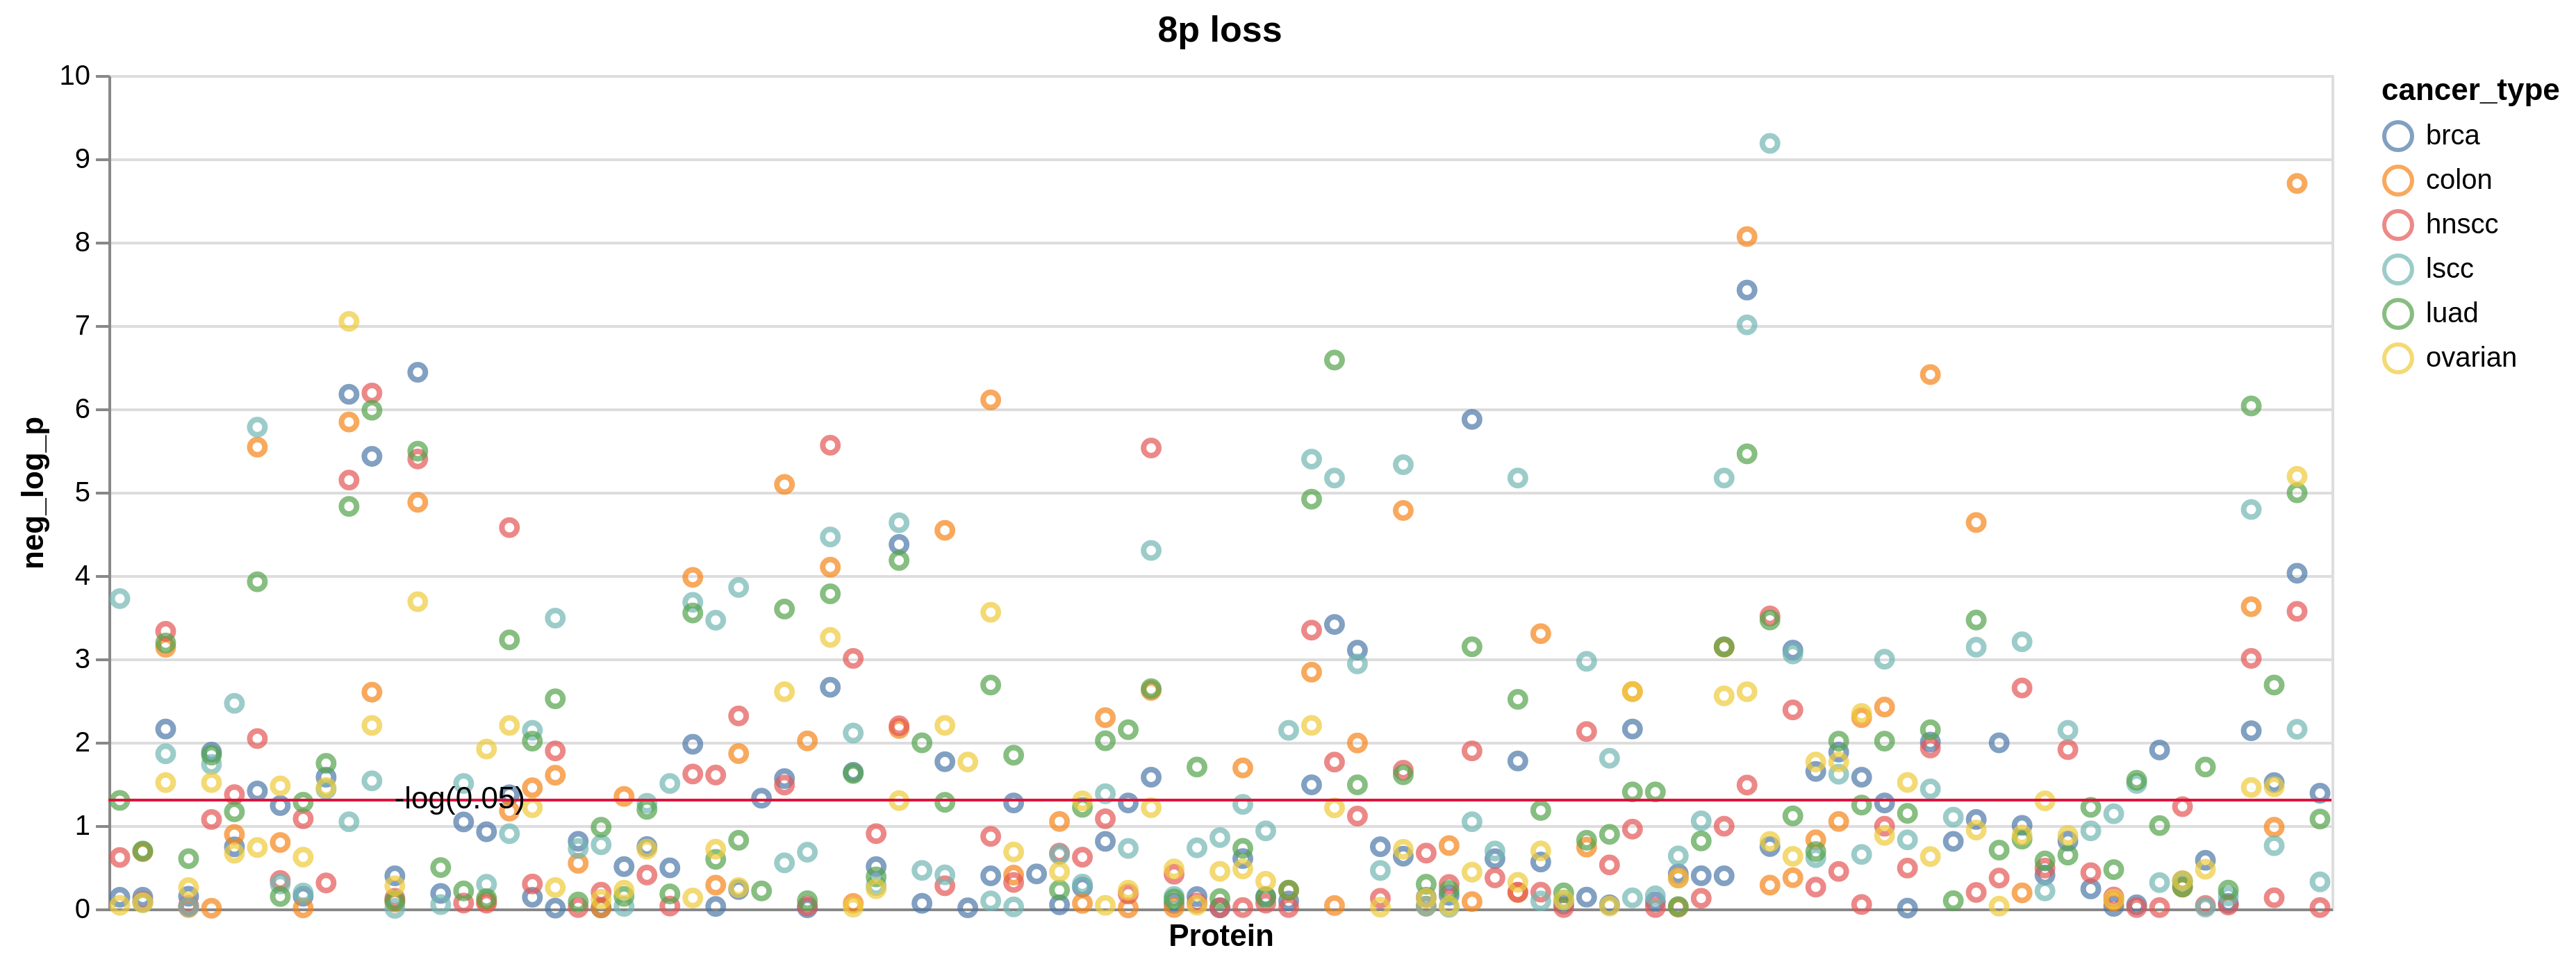 8p loss
10
9
8
7
6
5
4
3
2
1
0
neg_log_p
-log(0.05)
Protein
cancer_type
brca
colon
hnscc
lscc
luad
ovarian